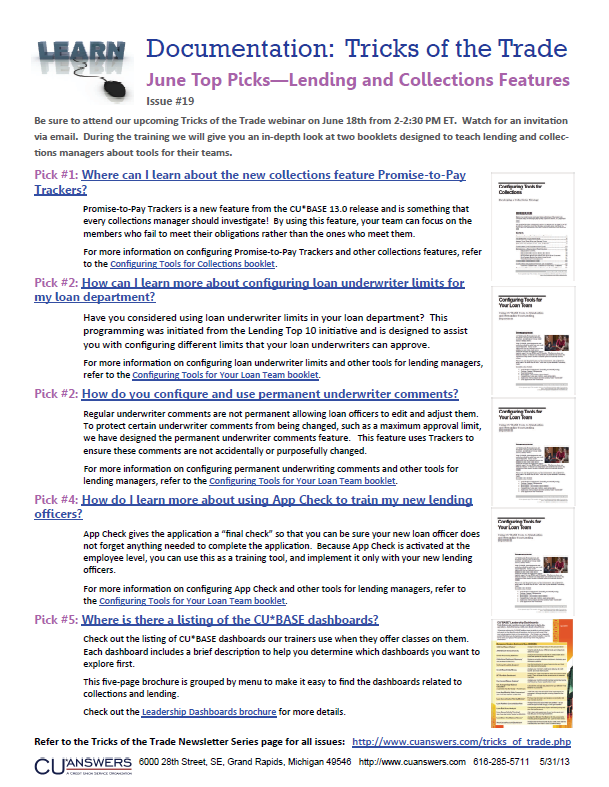 LEARN
Documentation: Tricks of the Trade
June Top Picks—Lending and Collections Features
Issue #19
Be sure to attend our upcoming Tricks of the Trade webinar on June 18th from 2-2:30 PM ET. Watch for an invitation
via email. During the training we will give you an in-depth look at two booklets designed to teach lending and collec-
tions managers about tools for their teams.
Pick #1: Where can I learn about the new collections feature Promise-to-Pay
Trackers?
Promise-to-Pay Trackers is a new feature from the CU*BASE 13.0 release and is something that
every collections manager should investigate! By using this feature, your team can focus on the
members who fail to meet their obligations rather than the ones who meet them.
For more information on configuring Promise-to-Pay Trackers and other collections features, refer
to the Configuring Tools for Collections booklet.
Configuring Tools for
Collections
Pick #2: How can I learn more about configuring loan underwriter limits for
my loan department?
Have you considered using loan underwriter limits in your loan department? This
programming was initiated from the Lending Top 10 initiative and is designed to assist
you with configuring different limits that your loan underwriters can approve.
For more information on configuring loan underwriter limits and other tools for lending managers,
refer to the Configuring Tools for Your Loan Team booklet.
Configuring Tools for
Your Loan Team
Pick #2: How do you configure and use permanent underwriter comments?
Regular underwriter comments are not permanent allowing loan officers to edit and adjust them.
To protect certain underwriter comments from being changed, such as a maximum approval limit,
we have designed the permanent underwriter comments feature. This feature uses Trackers to
ensure these comments are not accidentally or purposefully changed.
For more information on configuring permanent underwriting comments and other tools for
lending managers, refer to the Configuring Tools for Your Loan Team booklet.
Configuring Tools for
Your Loan Team
Pick #4: How do I learn more about using App Check to train my new lending
officers?
App Check gives the application a “final check” so that you can be sure your new loan officer does
not forget anything needed to complete the application. Because App Check is activated at the
employee level, you can use this as a training tool, and implement it only with your new lending
officers.
For more information on configuring App Check and other tools for lending managers, refer to
the Configuring Tools for Your Loan Team booklet.
Configuring Tools for
Your Loan Team
Pick #5: Where is there a listing of the CU*BASE dashboards?
Check out the listing of CU*BASE dashboards our trainers use when they offer classes on them.
Each dashboard includes a brief description to help you determine which dashboards you want to
explore first.
This five-page brochure is grouped by menu to make it easy to find the dashboards related to
collections and lending.
Check out the Leadership Dashboards brochure for more details.
Refer to the Tricks of the Trade Newsletter Series page for all issues: http://www.cuanswers.com/tricks_of_trade.php
CU*ANSWERS
A CREDIT UNION SERVICE ORGANIZATION
6000 28th Street, SE, Grand Rapids, Michigan 49546 http://www.cuanswers.com 616-285-5711 5/31/13